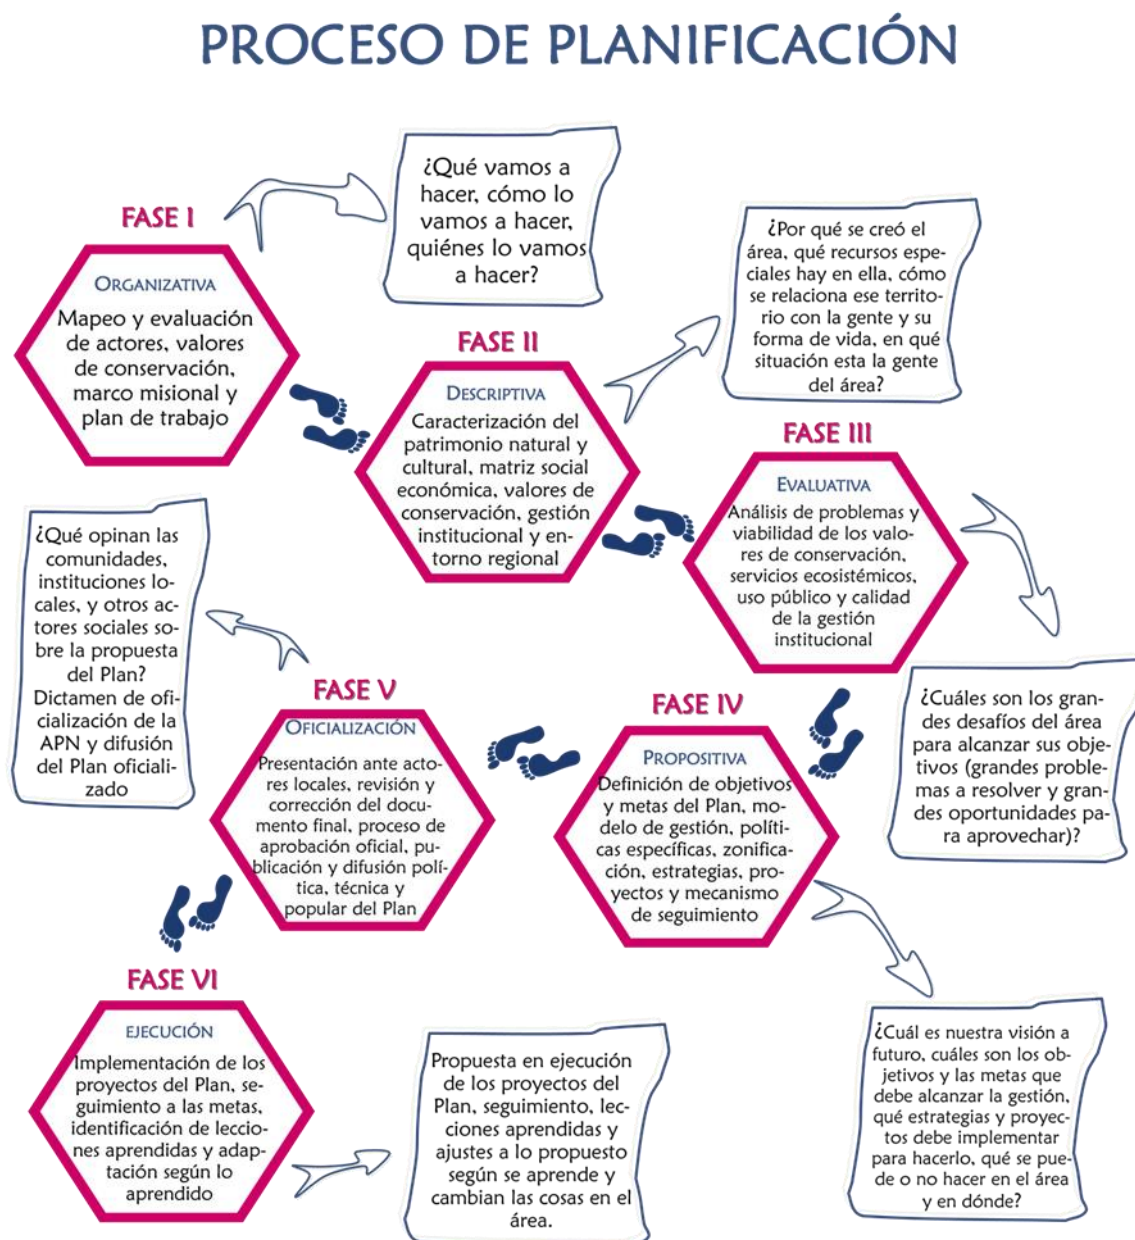 PROCESO DE PLANIFICACIÓN
FASE I
ORGANIZATIVA
Mapeo y evaluación
de actores, valores
de conservación,
marco misional y
plan de trabajo
¿Qué vamos a
hacer, cómo lo
vamos a hacer,
quiénes lo vamos
a hacer?
FASE II
DESCRIPTIVA
Caracterización del
patrimonio natural y
cultural, matriz social
económica, valores de
conservación, gestión
institucional y en-
torno regional
¿Por qué se creó el
área, qué recursos espe-
ciales hay en ella, cómo
se relaciona ese territo-
rio con la gente y su
forma de vida, en qué
situación esta la gente
del área?
FASE III
EVALUATIVA
Análisis de problemas y
viabilidad de los valo-
res de conservación,
servicios ecosistémicos,
uso público y calidad
de la gestión
institucional
¿Cuáles son los gran-
des desafíos del área
para alcanzar sus obje-
tivos (grandes proble-
mas a resolver y gran-
des oportunidades pa-
ra aprovechar)?
FASE IV
PROPOSITIVA
Definición de objetivos
y metas del Plan, mo-
delo de gestión, políti-
cas específicas, zonifica-
ción, estrategias, pro-
yectos y mecanismo
de seguimiento
¿Cuál es nuestra visión a
futuro, cuáles son los ob-
jetivos y las metas que
debe alcanzar la gestión,
qué estrategias y proyec-
tos debe implementar
para hacerlo, qué se pue-
de o no hacer en el área
y en dónde?
FASE V
OFICIALIZACIÓN
Presentación ante acto-
res locales, revisión y
corrección del docu-
mento final, proceso de
aprobación oficial, pu-
blicación y difusión polí-
tica, técnica y
popular del Plan
¿Qué opinan las
comunidades,
instituciones lo-
cales, y otros ac-
tores sociales so-
bre la propuesta
del Plan?
Dictamen de ofi-
cialización de la
APN y difusión
del Plan oficiali-
zado
FASE VI
EJECUCIÓN
Implementación de los
proyectos del Plan, se-
guimiento a las metas,
identificación de leccio-
nes aprendidas y adap-
tación según lo
aprendido
Propuesta en ejecución
de los proyectos del
Plan, seguimiento, lec-
ciones aprendidas y
ajustes a lo propuesto
según se aprende y
cambian las cosas en el
área.